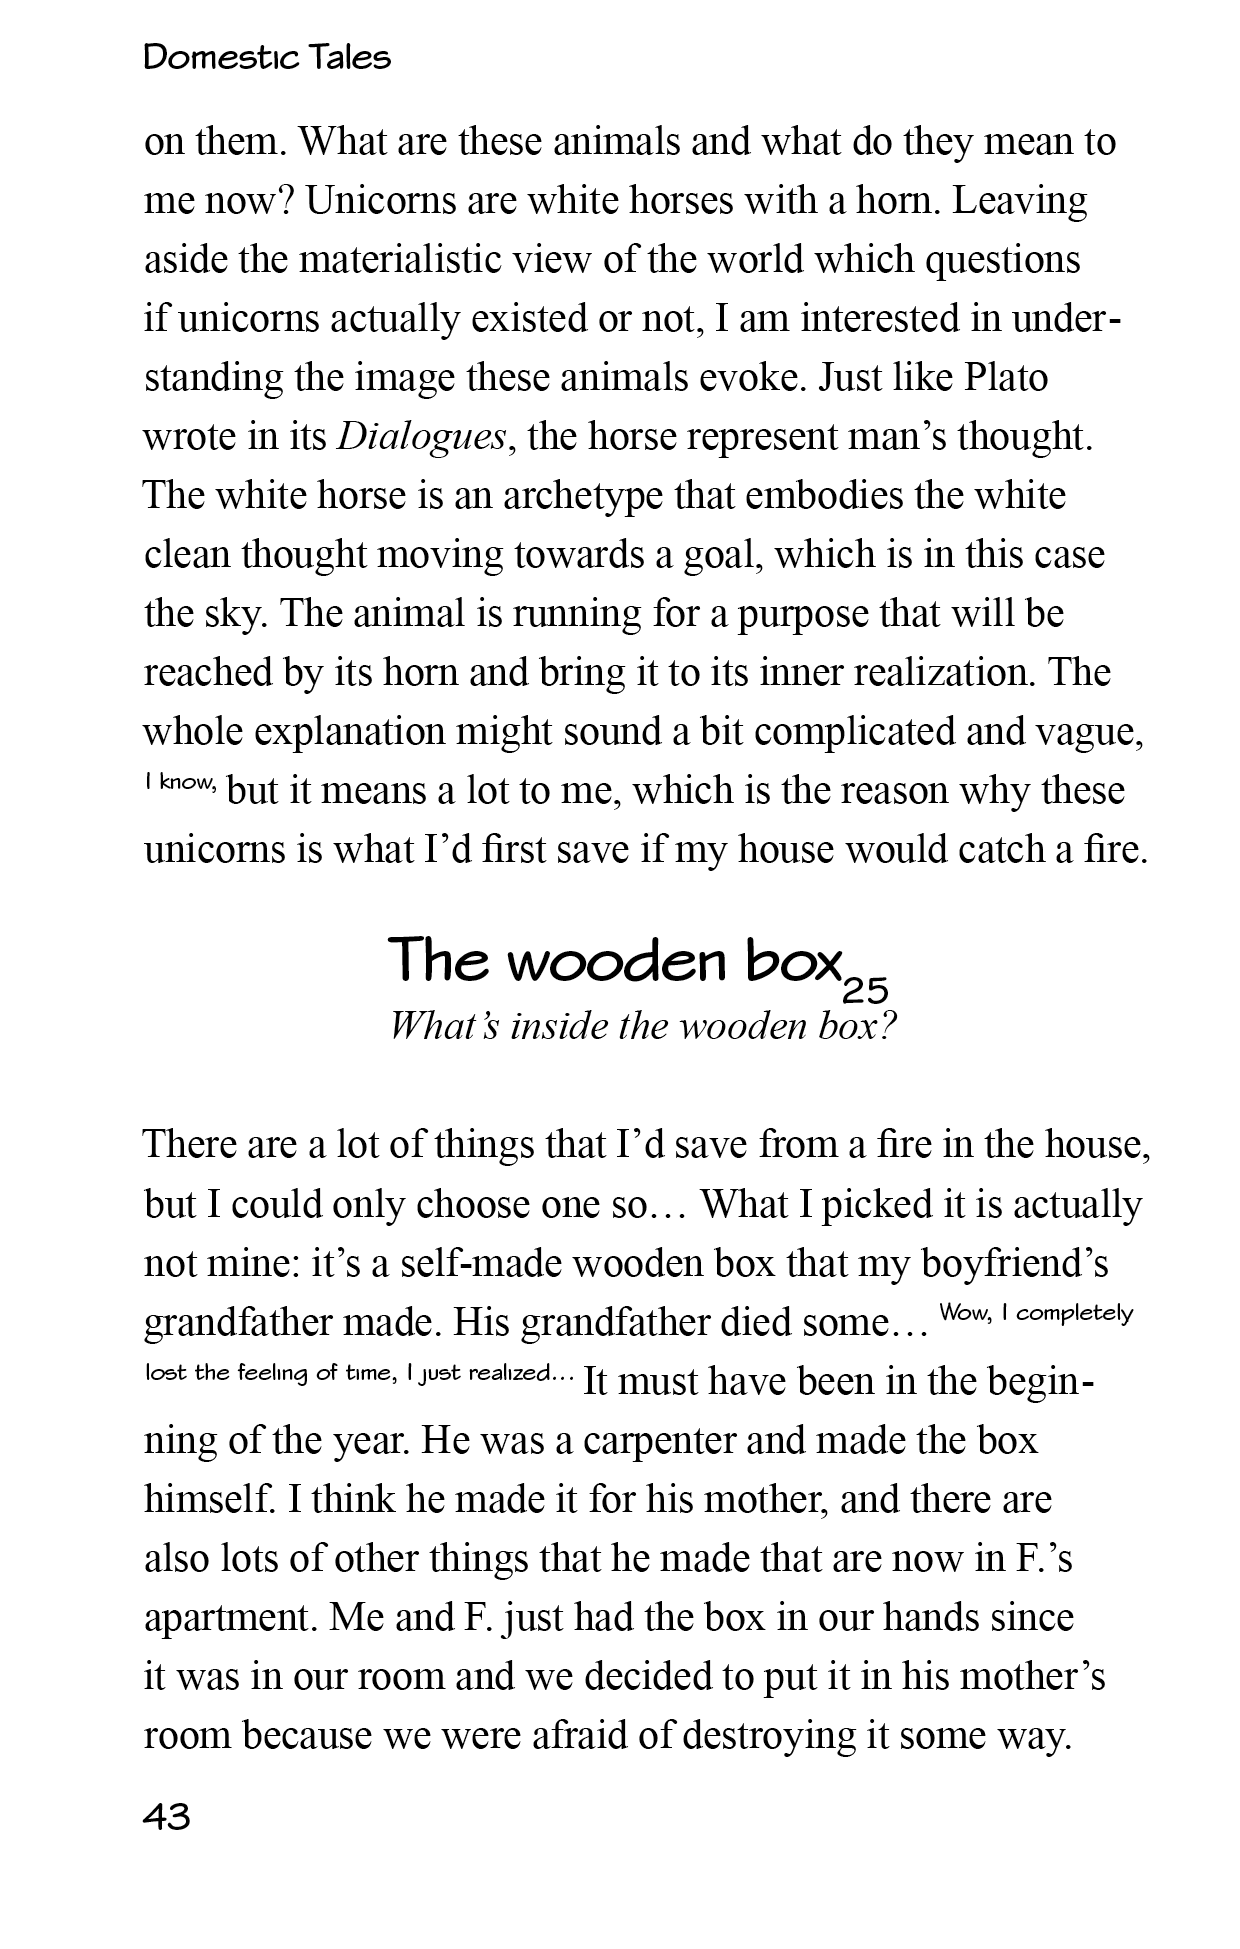 Domestic Tales
on them. What are these animals and what do they mean to
me now? Unicorns are white horses with a horn. Leaving
aside the materialistic view of the world which questions
if unicorns actually existed or not, I am interested in under-
standing the image these animals evoke. Just like Plato
wrote in its Dialogues, the horse represent man’s thought.
The white horse is an archetype that embodies the white
clean thought moving towards a goal, which is in this case
the sky. The animal is running for a purpose that will be
reached by its horn and bring it to its inner realization. The
whole explanation might sound a bit complicated and vague,
I know, but it means a lot to me, which is the reason why these
unicorns is what I’d first save if my house would catch a fire.
The wooden box25
What’s inside the wooden box?
There are a lot of things that I’d save from a fire in the house,
but I could only choose one so… What I picked it is actually
not mine: it’s a self-made wooden box that my boyfriend’s
grandfather made. His grandfather died some… Wow, I completely
lost the feeling of time, I just realized… It must have been in the begin-
ning of the year. He was a carpenter and made the box
himself. I think he made it for his mother, and there are
also lots of other things that he made that are now in F.’s
apartment. Me and F. just had the box in our hands since
it was in our room and we decided to put it in his mother’s
room because we were afraid of destroying it some way.
43